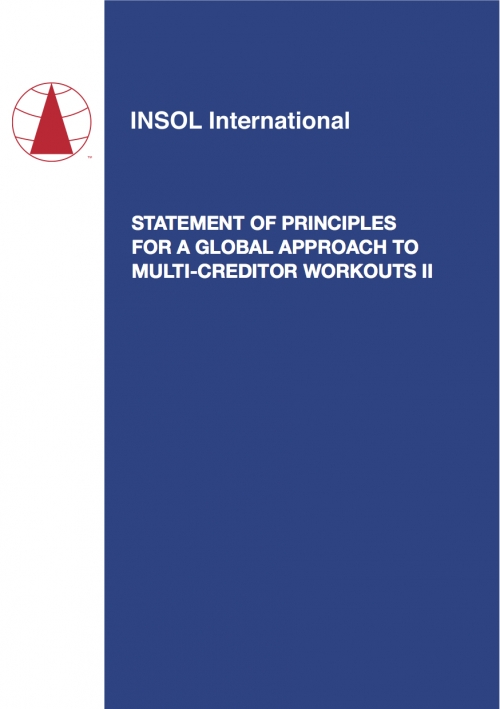 INSOL International
STATEMENT OF PRINCIPLES
FOR A GLOBAL APPROACH TO
MULTI-CREDITOR WORKOUTS II